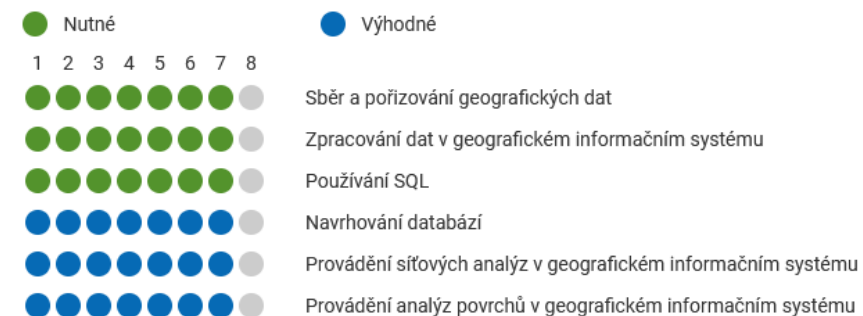 Nutné Výhodné
1 2 3 4 5 6 7 8
Sběr a pořizování geografických dat
Zpracování dat v geografickém informačním systému
Používání SQL
Navrhování databází
Provádění síťových analýz v geografickém informačním systému
Provádění analýz povrchů v geografickém informačním systému